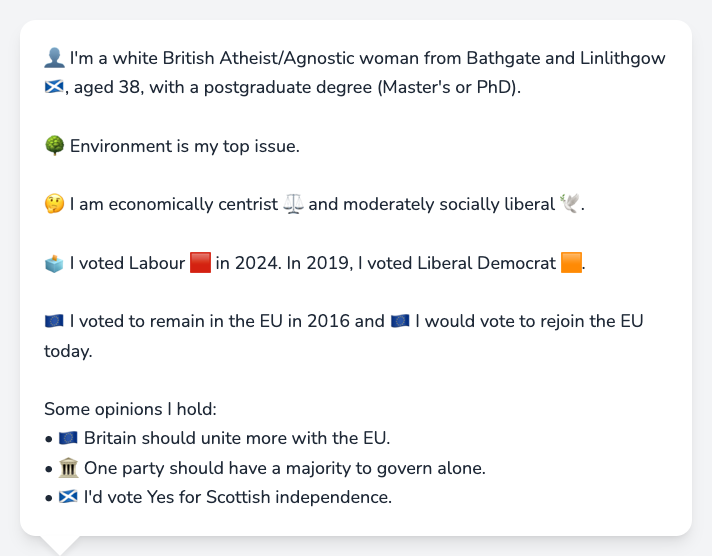 👤 I'm a white British Atheist/Agnostic woman from Bathgate and Linlithgow
🏴󠁧󠁢󠁳󠁣󠁴󠁿, aged 38, with a postgraduate degree (Master's or PhD).
🌳 Environment is my top issue.
🤔 I am economically centrist ⚖️ and moderately socially liberal 🕊️.
🗳️ I voted Labour 🟥 in 2024. In 2019, I voted Liberal Democrat 🟧.
🇪🇺 I voted to remain in the EU in 2016 and 🇪🇺 I would vote to rejoin the EU
today.
Some opinions I hold:
• 🇪🇺 Britain should unite more with the EU.
• 🏛️ One party should have a majority to govern alone.
• 🏴󠁧󠁢󠁳󠁣󠁴󠁿 I'd vote Yes for Scottish independence.